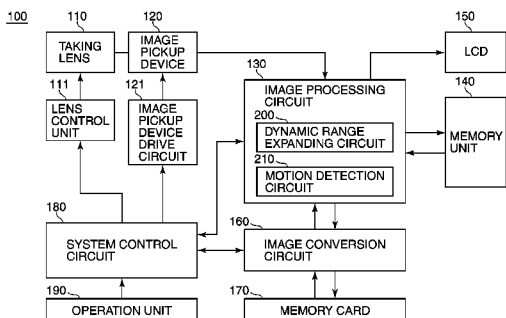 100
110
TAKING
LENS
120
IMAGE
PICKUP
DEVICE
150
LCD
111
LENS
CONTROL
UNIT
121
IMAGE
PICKUP
DEVICE
DRIVE
CIRCUIT
130
IMAGE PROCESSING
CIRCUIT
200
DYNAMIC RANGE
EXPANDING CIRCUIT
210
MOTION DETECTION
CIRCUIT
140
MEMORY
UNIT
180
SYSTEM CONTROL
CIRCUIT
160
IMAGE CONVERSION
CIRCUIT
190
OPERATION UNIT
170
MEMORY CARD